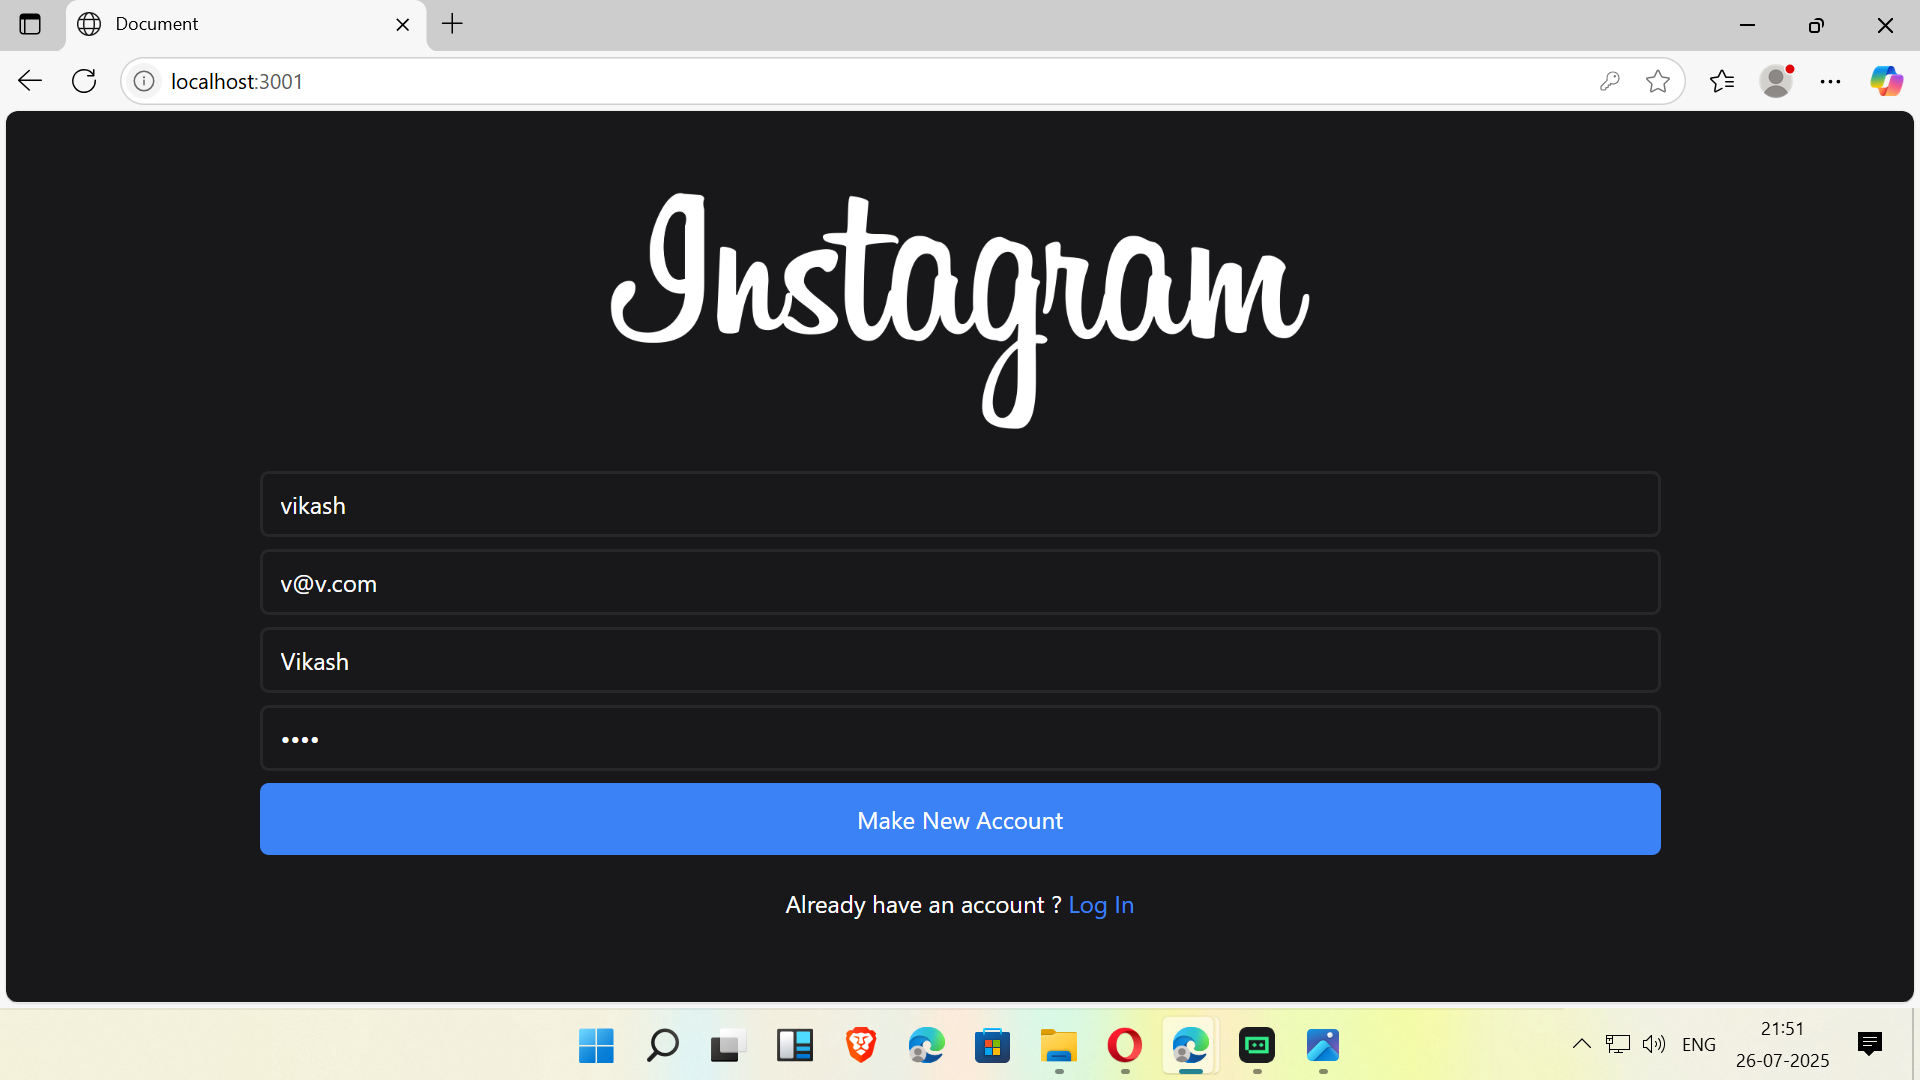 Document
localhost:3001
Instagram
vikash
v@v.com
Vikash
••••
Make New Account
Already have an account ? Log In
ENG
21:51
26-07-2025